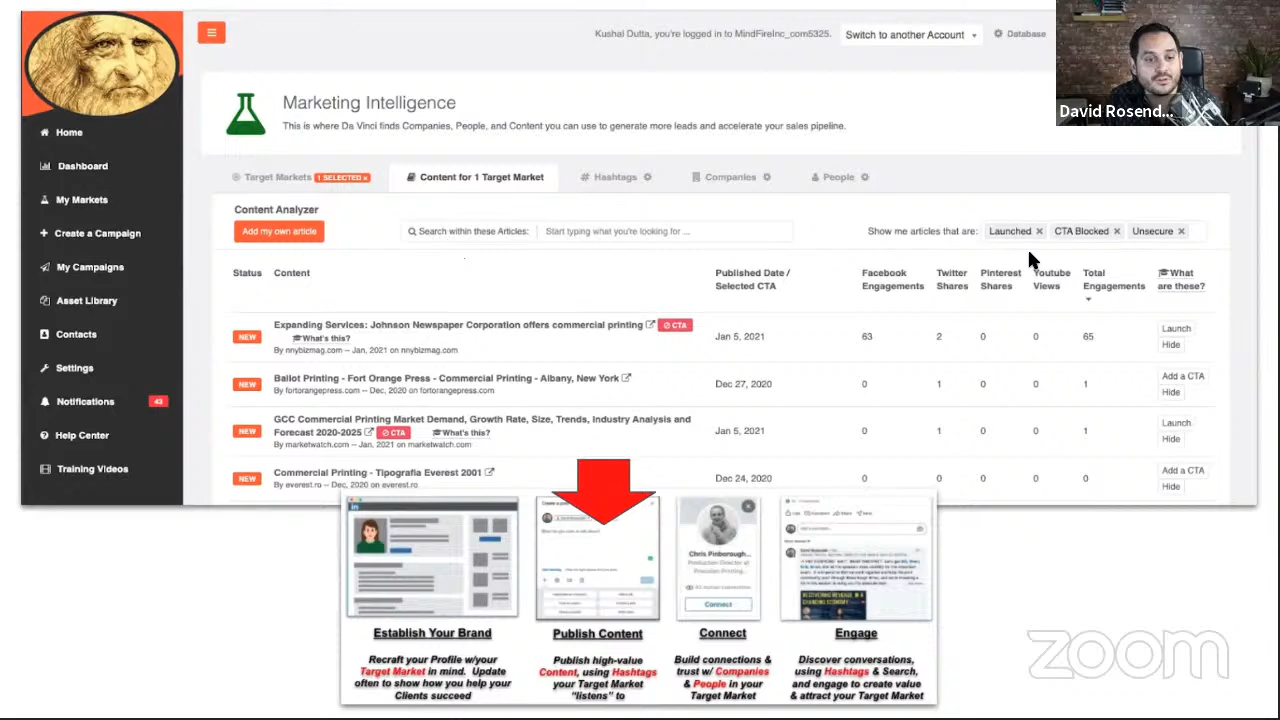 Kushal Dutta, you're logged in to MindFireInc_com5325.
Switch to another Account
Database
David Rosend...
Marketing Intelligence
This is where Da Vinci finds Companies, People, and Content you can use to generate more leads and accelerate your sales pipeline.
Home
Dashboard
My Markets
Create a Campaign
My Campaigns
Asset Library
Contacts
Settings
Notifications 43
Help Center
Training Videos
Target Markets 1 SELECTED x
Content for 1 Target Market
Hashtags
Companies
People
Content Analyzer
Add my own article
Search within these Articles:
Start typing what you're looking for ...
Show me articles that are:
Launched ×
CTA Blocked ×
Unsecure ×
Status
Content
Published Date /
Selected CTA
Facebook
Engagements
Twitter
Shares
Pinterest
Shares
Youtube
Views
Total
Engagements
What
are these?
NEW
Expanding Services: Johnson Newspaper Corporation offers commercial printing CTA
What's this?
By nnybizmag.com -- Jan, 2021 on nnybizmag.com
Jan 5, 2021
63
2
0
0
65
Launch
Hide
NEW
Ballot Printing - Fort Orange Press - Commercial Printing - Albany, New York
By fortorangepress.com -- Dec, 2020 on fortorangepress.com
Dec 27, 2020
0
1
0
0
1
Add a CTA
Hide
NEW
GCC Commercial Printing Market Demand, Growth Rate, Size, Trends, Industry Analysis and
Forecast 2020-2025 CTA What's this?
By marketwatch.com -- Jan, 2021 on marketwatch.com
Jan 5, 2021
0
1
0
0
1
Launch
Hide
NEW
Commercial Printing - Tipografia Everest 2001
By everest.ro -- Dec, 2020 on everest.ro
Dec 24, 2020
0
0
0
0
0
Add a CTA
Hide
in
Chris Pinborough...
Production Director at
Precision Printing
Connect
RECOVERING REVENUE IN A
CHANGING ECONOMY
Establish Your Brand
Recraft your Profile w/your
Target Market in mind. Update
often to show how you help your
Clients succeed
Publish Content
Publish high-value
Content, using Hashtags
your Target Market
"listens" to
Connect
Build connections &
trust w/ Companies
& People in your
Target Market
Engage
Discover conversations,
using Hashtags & Search,
and engage to create value
& attract your Target Market
zoom